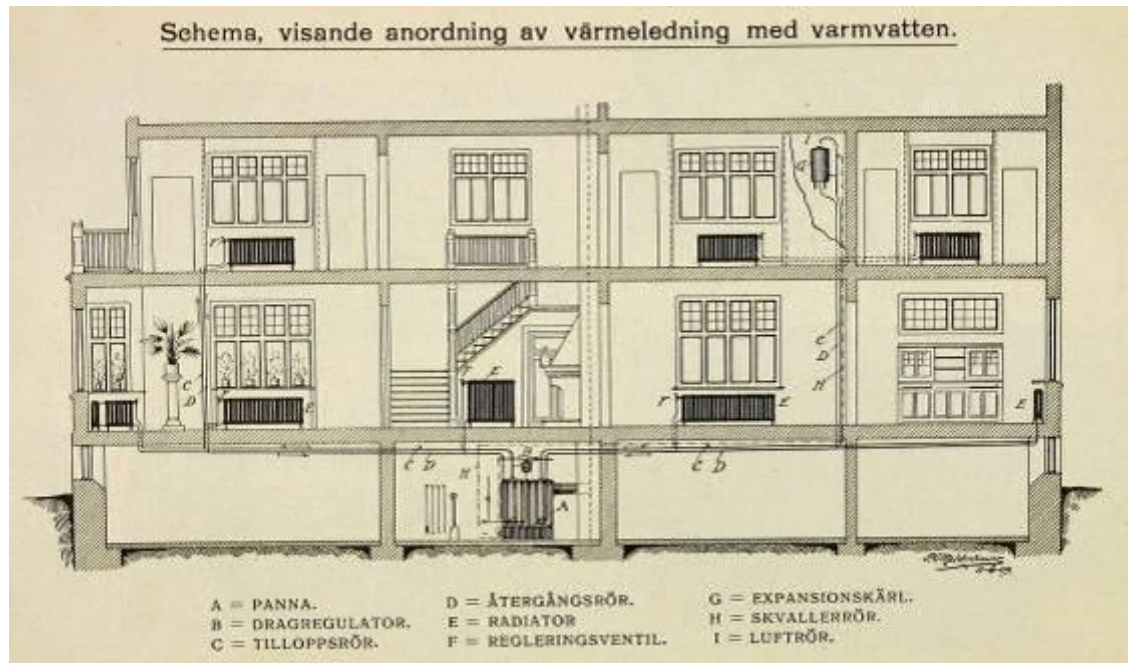 Schema, visande anordning av värmeledning med varmvatten.
I
G
F
C
D
H
F
E
E
F
E
C
D
F
E
E
C D
H
B
A
C D
A = PANNA.
B = DRAGREGULATOR.
C = TILLOPPSRÖR.
D = ÅTERGÅNGSRÖR.
E = RADIATOR
F = REGLERINGSVENTIL.
G = EXPANSIONSKÄRL.
H = SKVALLERRÖR.
I = LUFTRÖR.